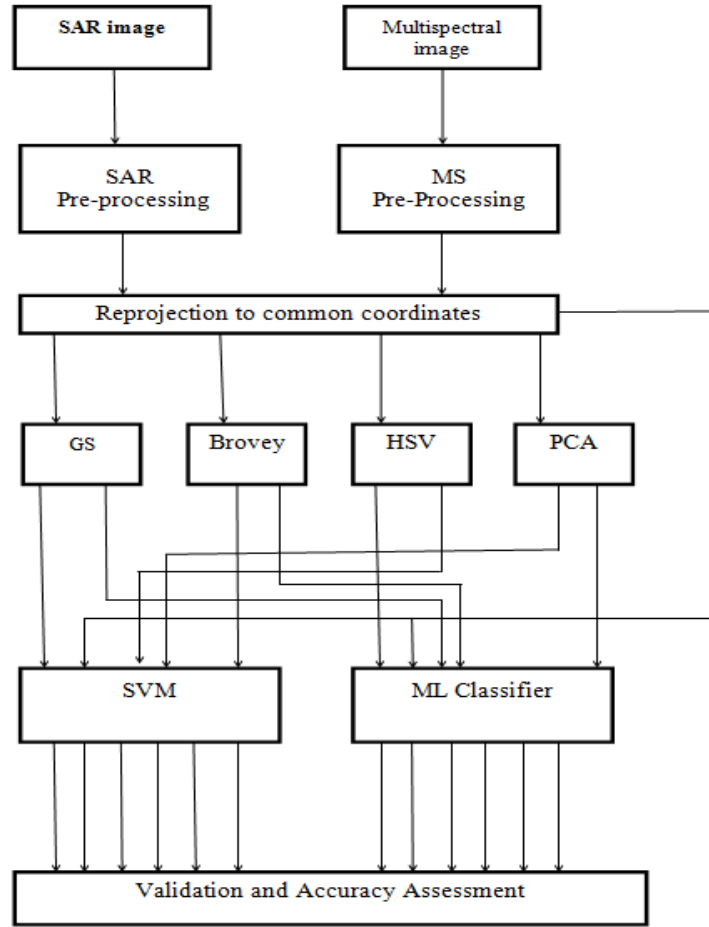 SAR image
Multispectral
image
SAR
Pre-processing
MS
Pre-Processing
Reprojection to common coordinates
GS
Brovey
HSV
PCA
SVM
ML Classifier
Validation and Accuracy Assessment